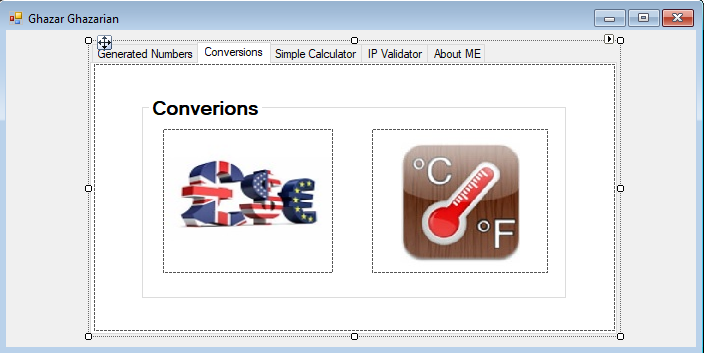 Ghazar Ghazarian
Generated Numbers Conversions Simple Calculator IP Validator About ME
Converions
£$€
°C
°F